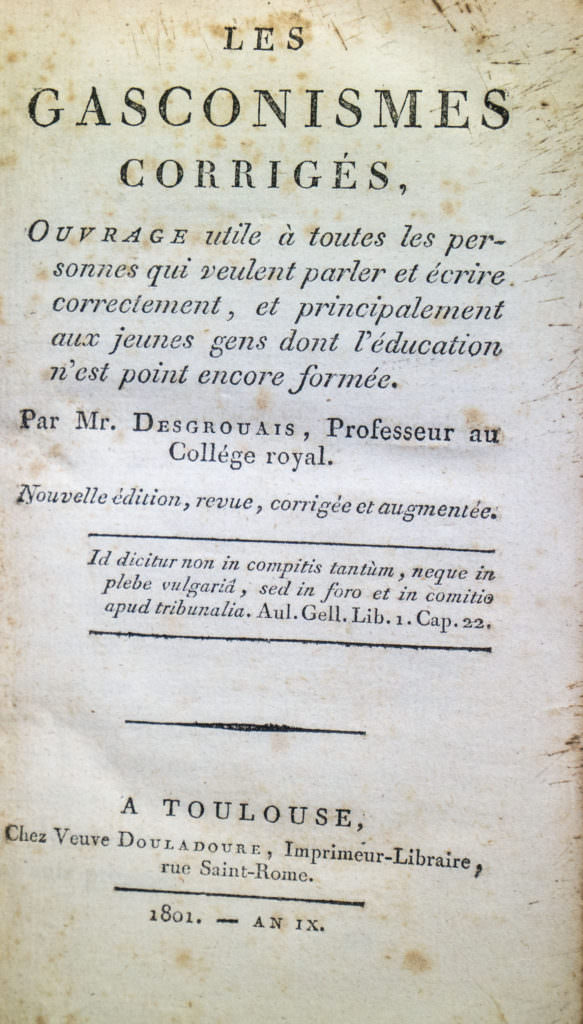 LES
GASCONISMES
CORRIGÉS,
OUVRAGE utile à toutes les per-
sonnes qui veulent parler et écrire
correctement, et principalement
aux jeunes gens dont l'éducation
n'est point encore formée.
Par Mr. DESGROUAIS, Professeur au
Collége royal.
Nouvelle édition, revue, corrigée et augmentée.
Id dicitur non in compitis tantùm, neque in
plebe vulgariâ, sed in foro et in comitio
apud tribunalia. Aul. Gell. Lib. 1. Cap. 22.
A TOULOUSE,
Chez Veuve DOULADOURE, Imprimeur-Libraire,
rue Saint-Rome.
1801. — AN IX.